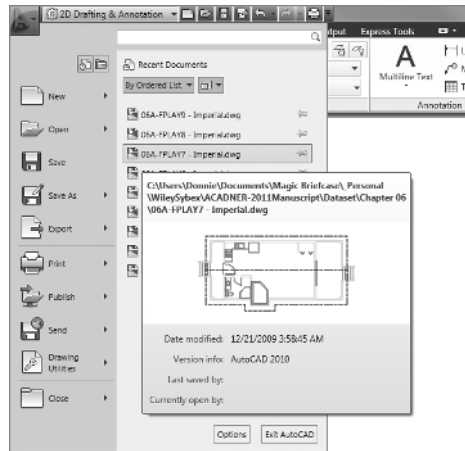 2D Drafting & Annotation
Output Express Tools
Recent Documents
By Ordered List
New
Open
Save
Save As
Export
Print
Publish
Send
Drawing
Utilities
Close
06A-FPLAY9 - Imperial.dwg
06A-FPLAY8 - Imperial.dwg
06A-FPLAY7 - Imperial.dwg
C:\Users\Donnie\Documents\Magic Briefcase\_Personal
\WileySybex\ACADNER-2011Manuscript\Dataset\Chapter 06
\06A-FPLAY7 - Imperial.dwg
Date modified: 12/21/2009 3:58:45 AM
Version info: AutoCAD 2010
Last saved by:
Currently open by:
Options Exit AutoCAD
A
Multiline Text
Annotation